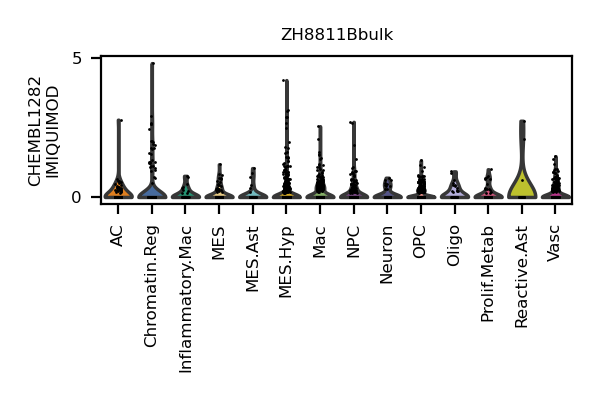 ZH8811Bbulk
CHEMBL1282
IMIQUIMOD
5
0
AC
Chromatin.Reg
Inflammatory.Mac
MES
MES.Ast
MES.Hyp
Mac
NPC
Neuron
OPC
Oligo
Prolif.Metab
Reactive.Ast
Vasc